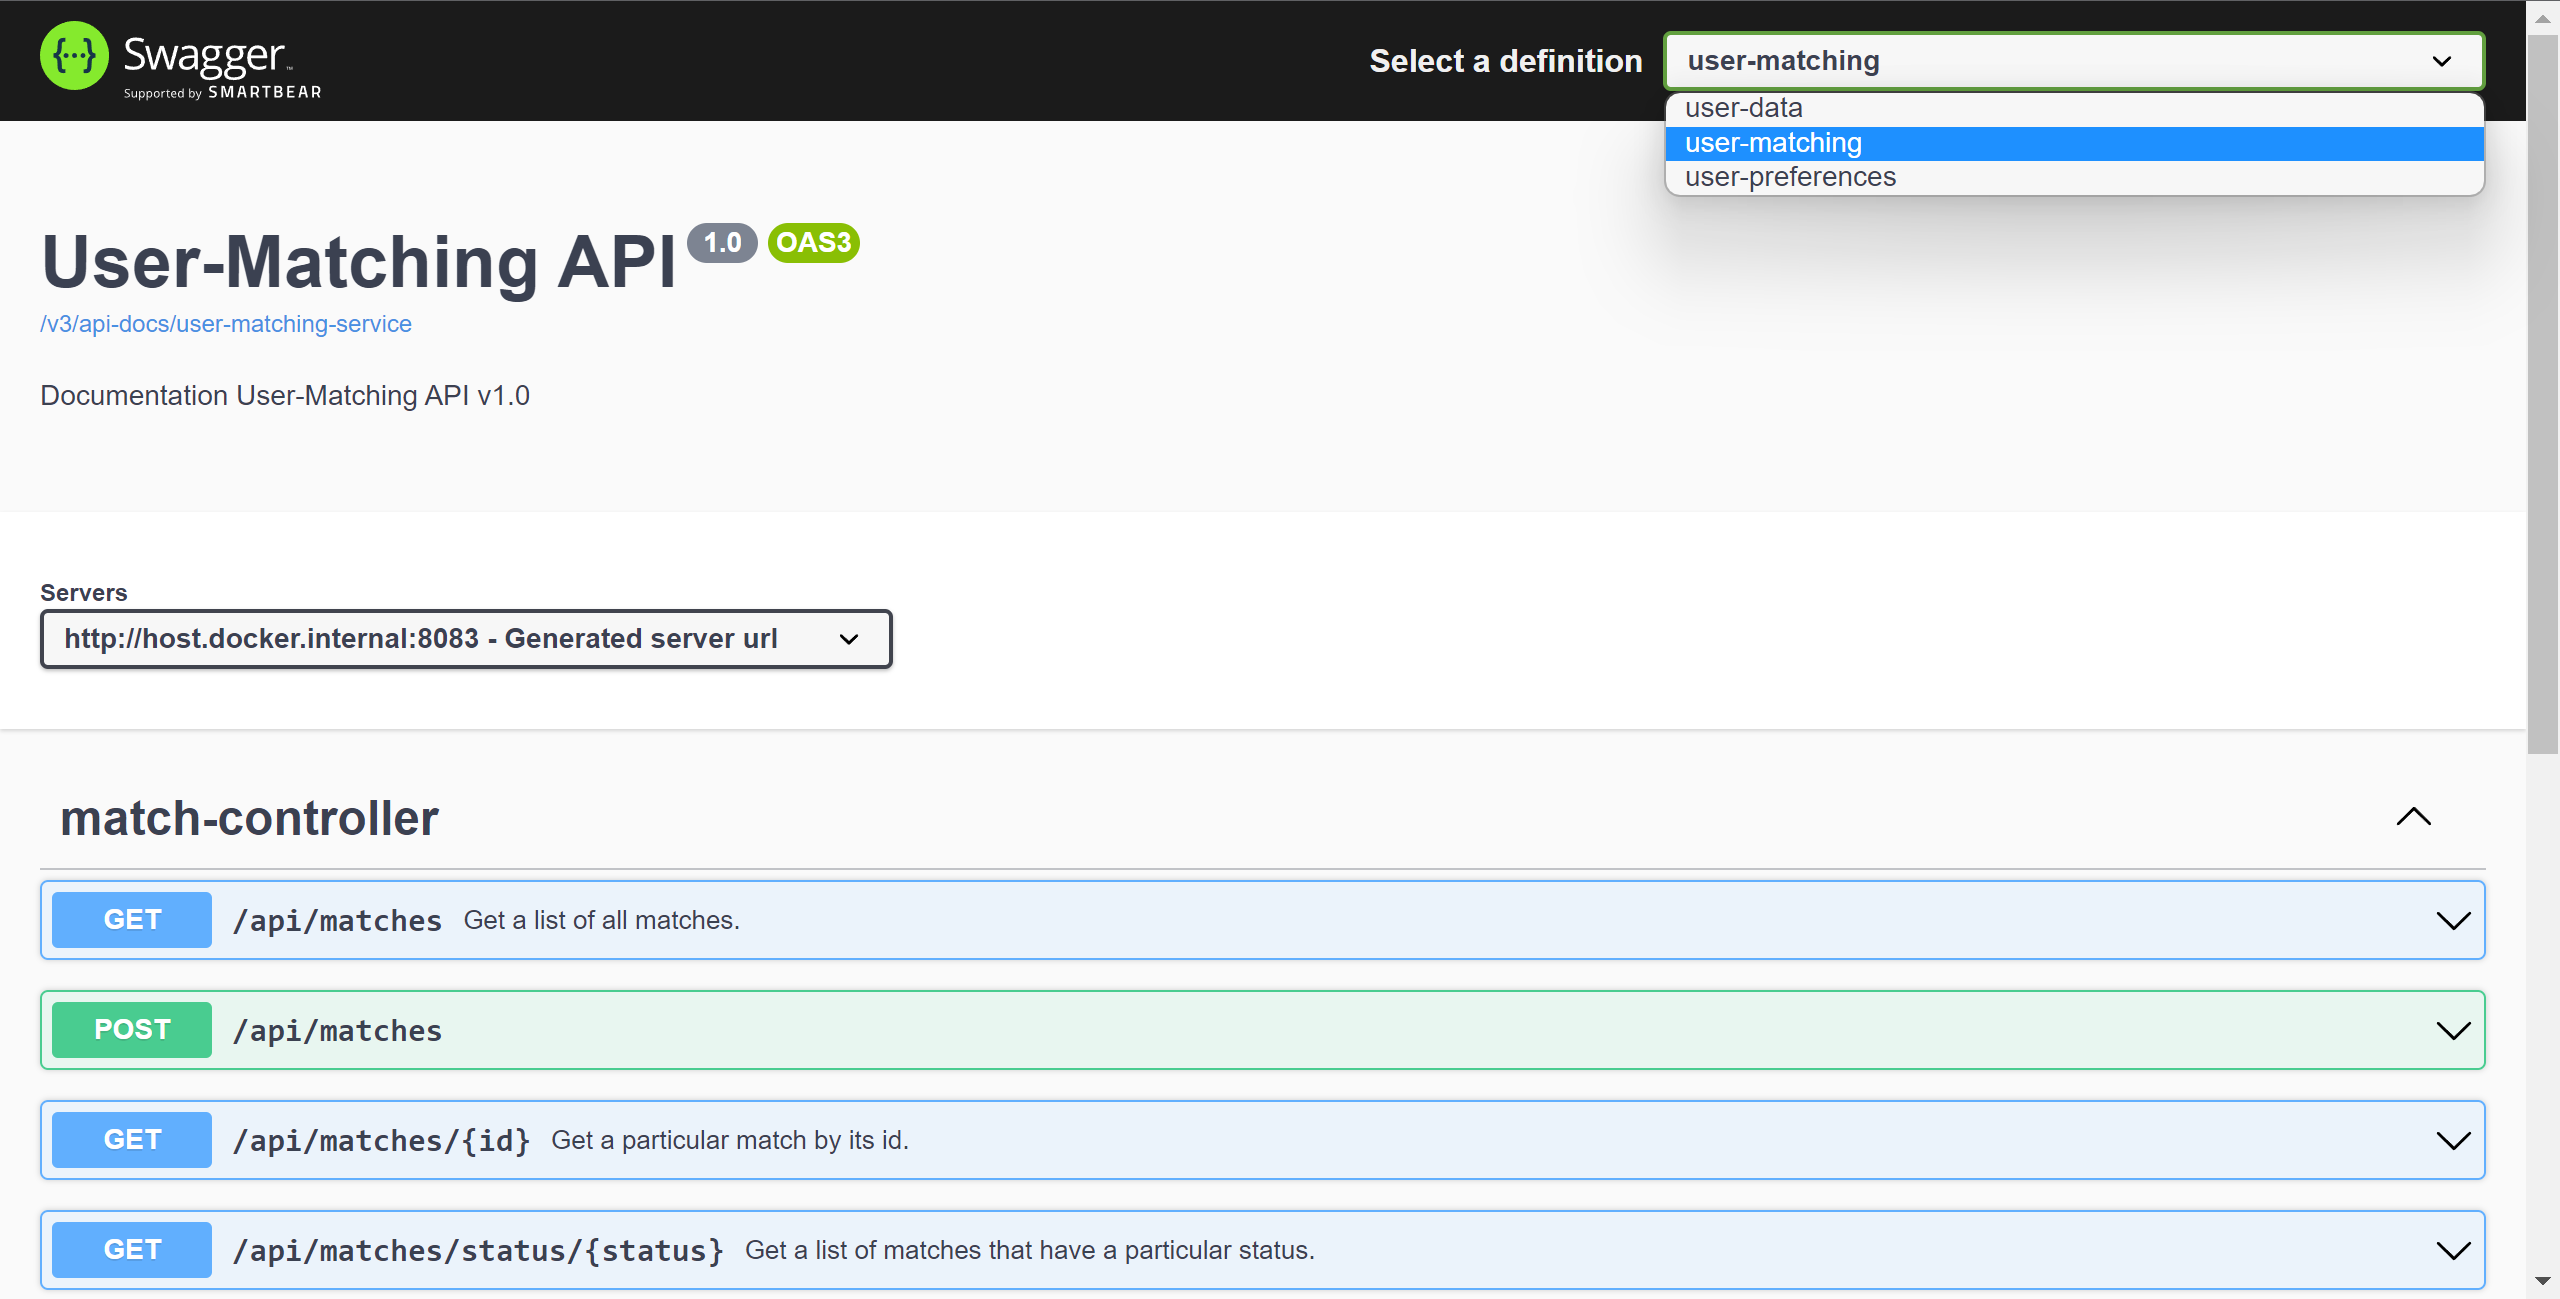 Swagger™
Supported by SMARTBEAR
Select a definition
user-matching
user-data
user-matching
user-preferences
User-Matching API 1.0 OAS3
/v3/api-docs/user-matching-service
Documentation User-Matching API v1.0
Servers
http://host.docker.internal:8083 - Generated server url
match-controller
GET /api/matches Get a list of all matches.
POST /api/matches
GET /api/matches/{id} Get a particular match by its id.
GET /api/matches/status/{status} Get a list of matches that have a particular status.